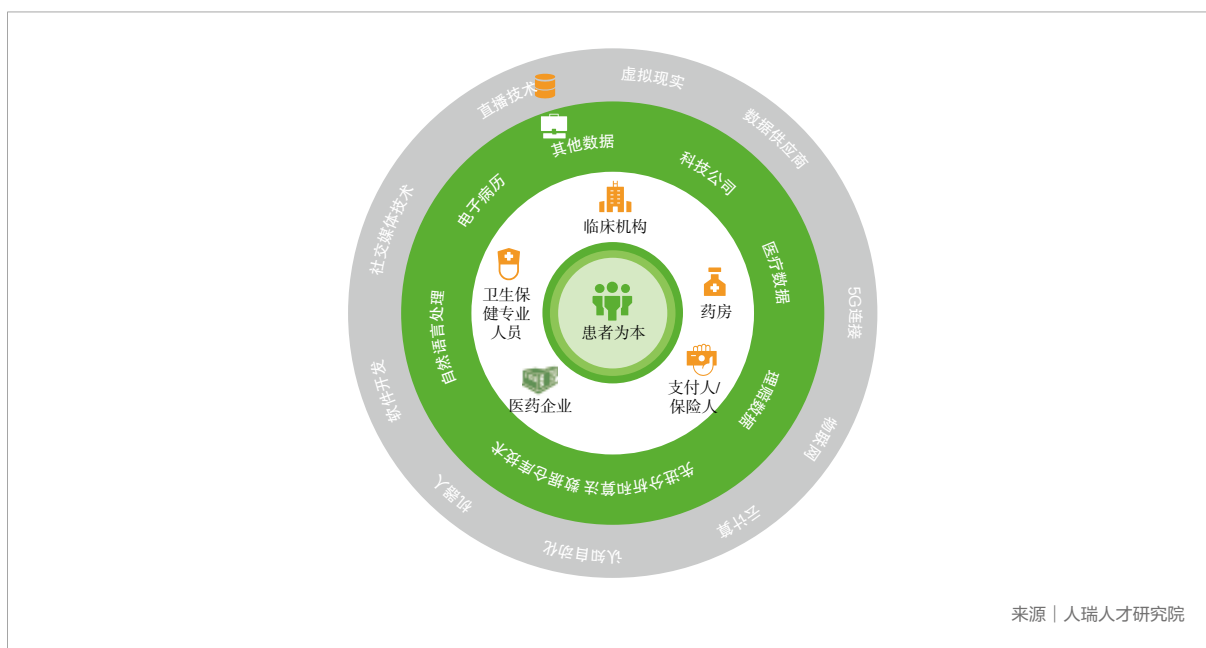 虚拟现实
数据供应商
5G连接
物联网
云计算
认知自动化
机器人
软件开发
社交媒体技术
直播技术
其他数据
科技公司
医疗数据
理赔数据
先进分析和算法 数据仓库技术
自然语言处理
电子病历
临床机构
药房
支付人/
保险人
医药企业
卫生保
健专业
人员
患者为本
来源｜人瑞人才研究院